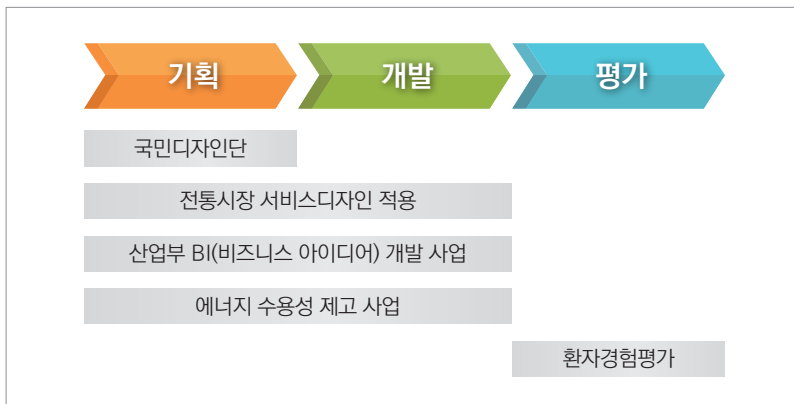 기획
개발
평가
국민디자인단
전통시장 서비스디자인 적용
산업부 BI(비즈니스 아이디어) 개발 사업
에너지 수용성 제고 사업
환자경험평가